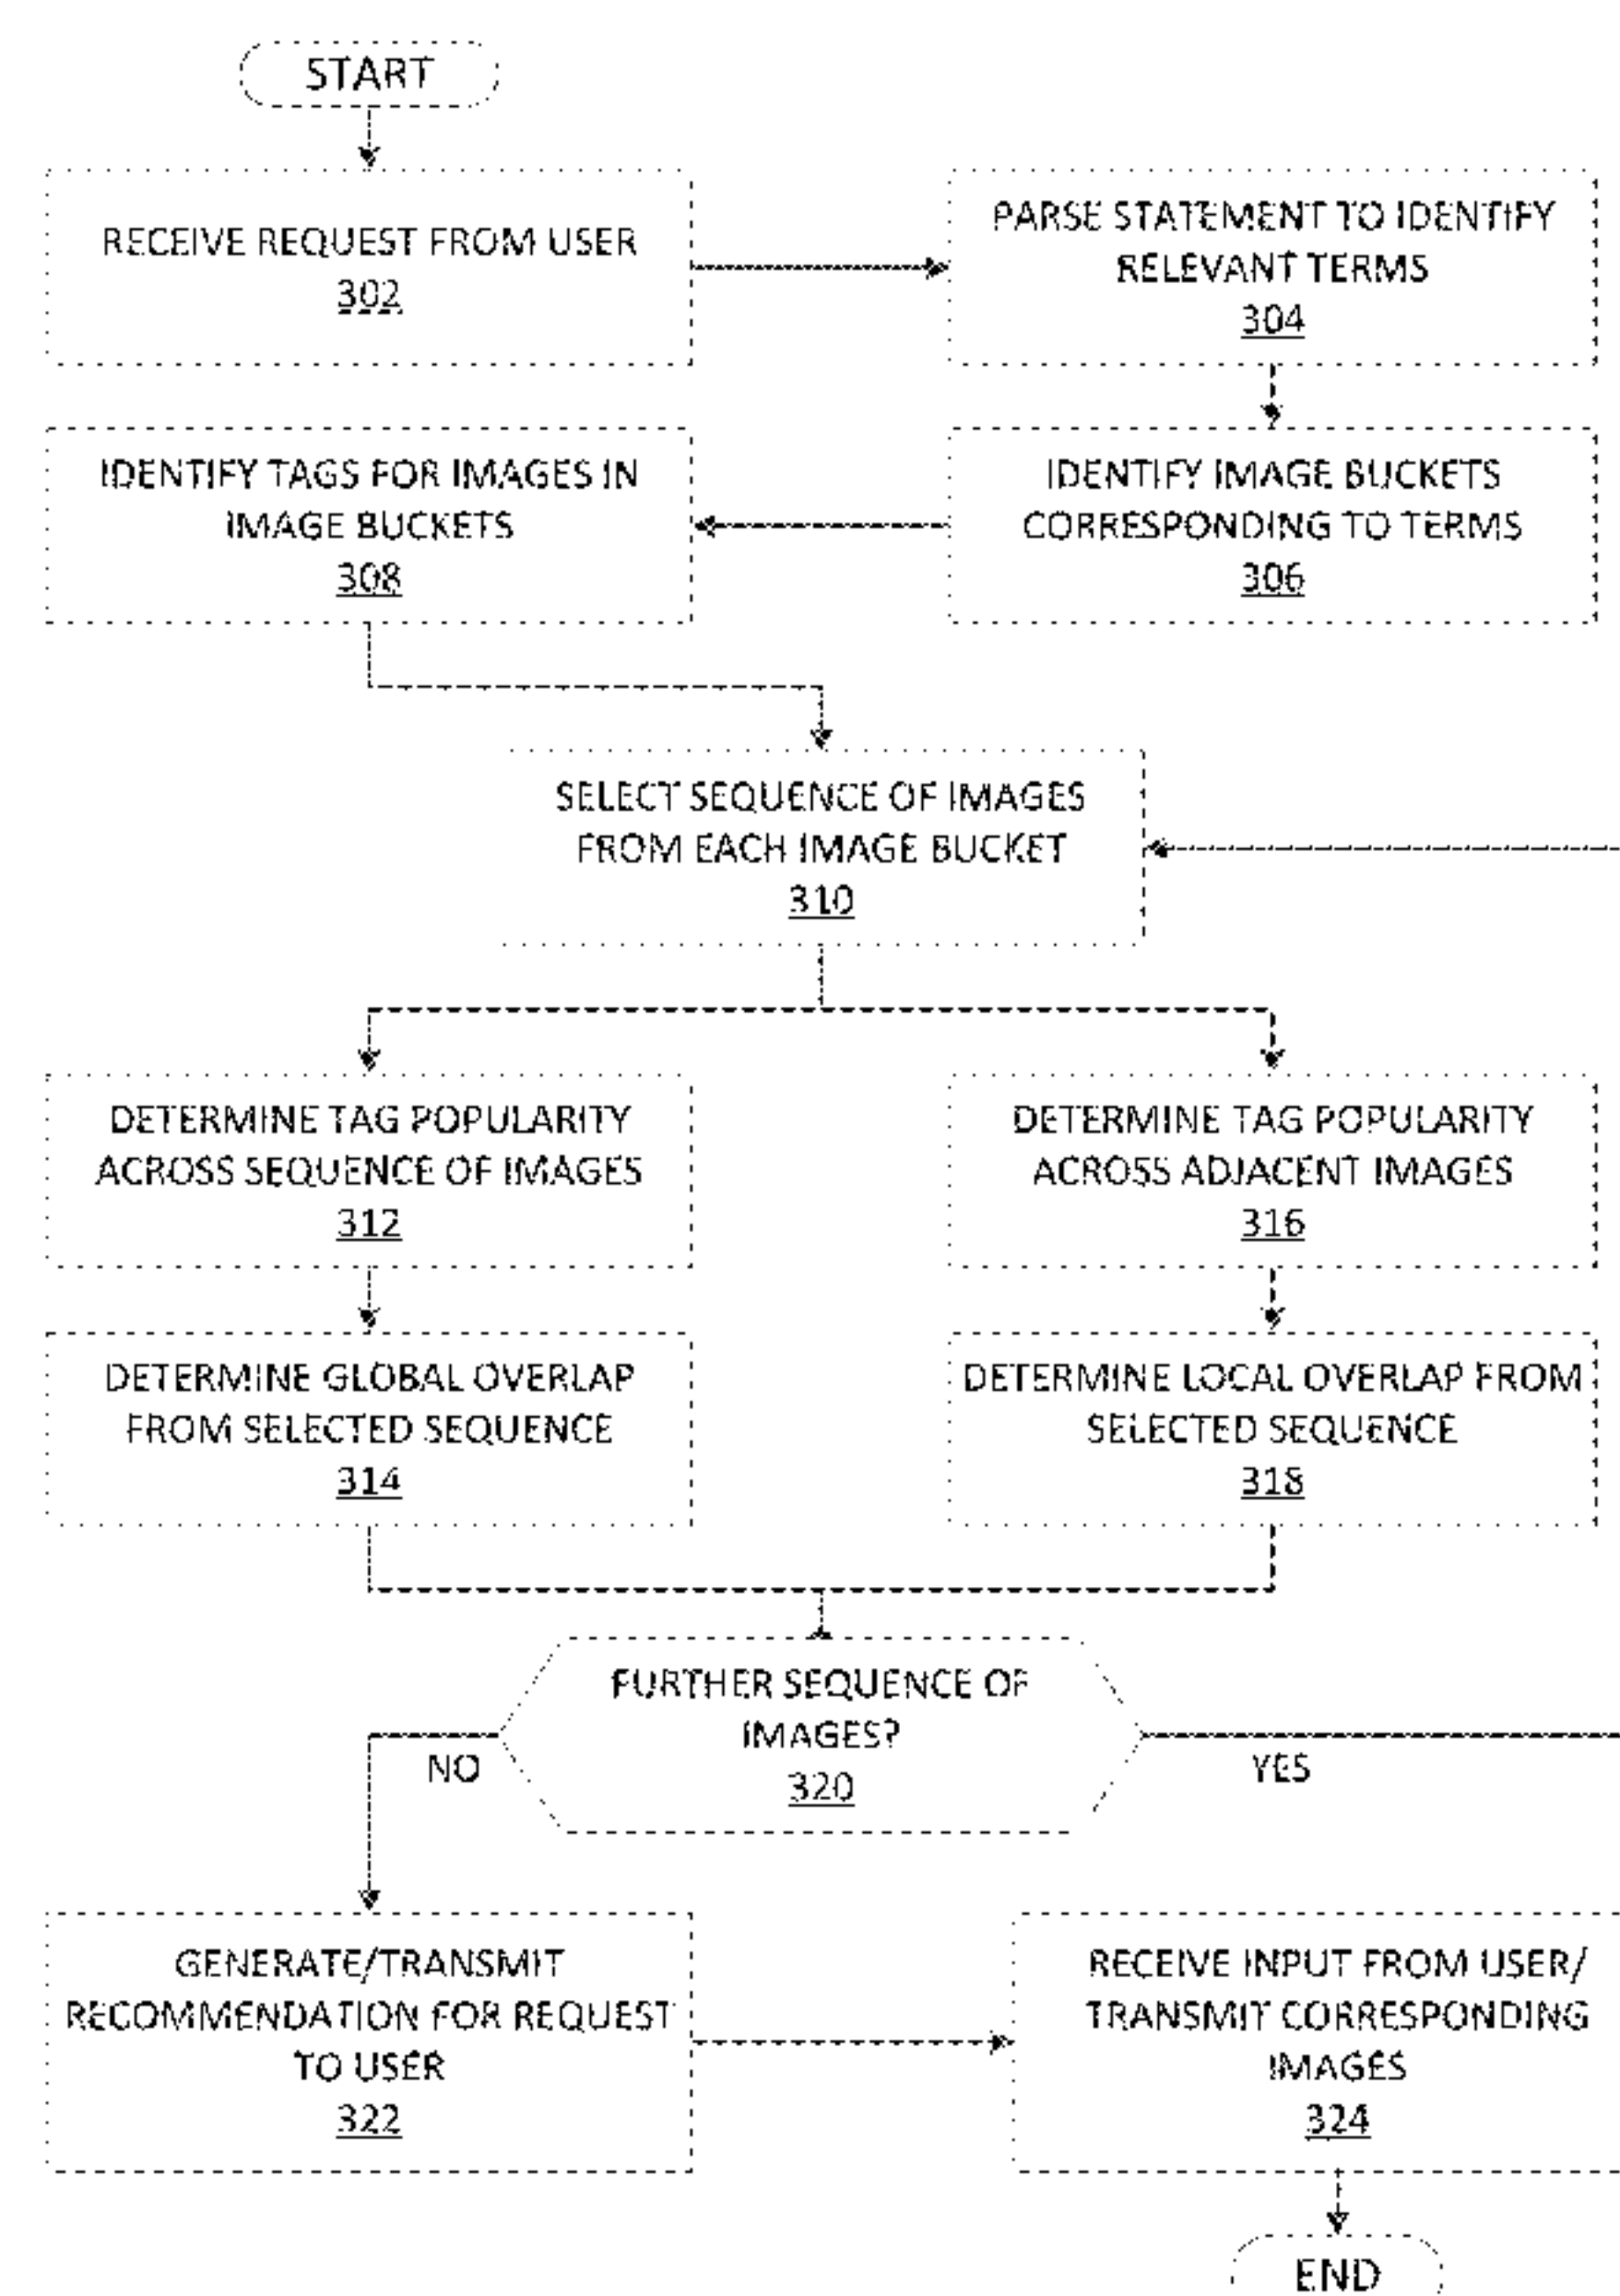 START
RECEIVE REQUEST FROM USER
302
PARSE STATEMENT TO IDENTIFY
RELEVANT TERMS
304
IDENTIFY IMAGE BUCKETS
CORRESPONDING TO TERMS
306
IDENTIFY TAGS FOR IMAGES IN
IMAGE BUCKETS
308
SELECT SEQUENCE OF IMAGES
FROM EACH IMAGE BUCKET
310
DETERMINE TAG POPULARITY
ACROSS SEQUENCE OF IMAGES
312
DETERMINE GLOBAL OVERLAP
FROM SELECTED SEQUENCE
314
DETERMINE TAG POPULARITY
ACROSS ADJACENT IMAGES
316
DETERMINE LOCAL OVERLAP FROM
SELECTED SEQUENCE
318
FURTHER SEQUENCE OF
IMAGES?
320
NO
YES
GENERATE/TRANSMIT
RECOMMENDATION FOR REQUEST
TO USER
322
RECEIVE INPUT FROM USER/
TRANSMIT CORRESPONDING
IMAGES
324
END